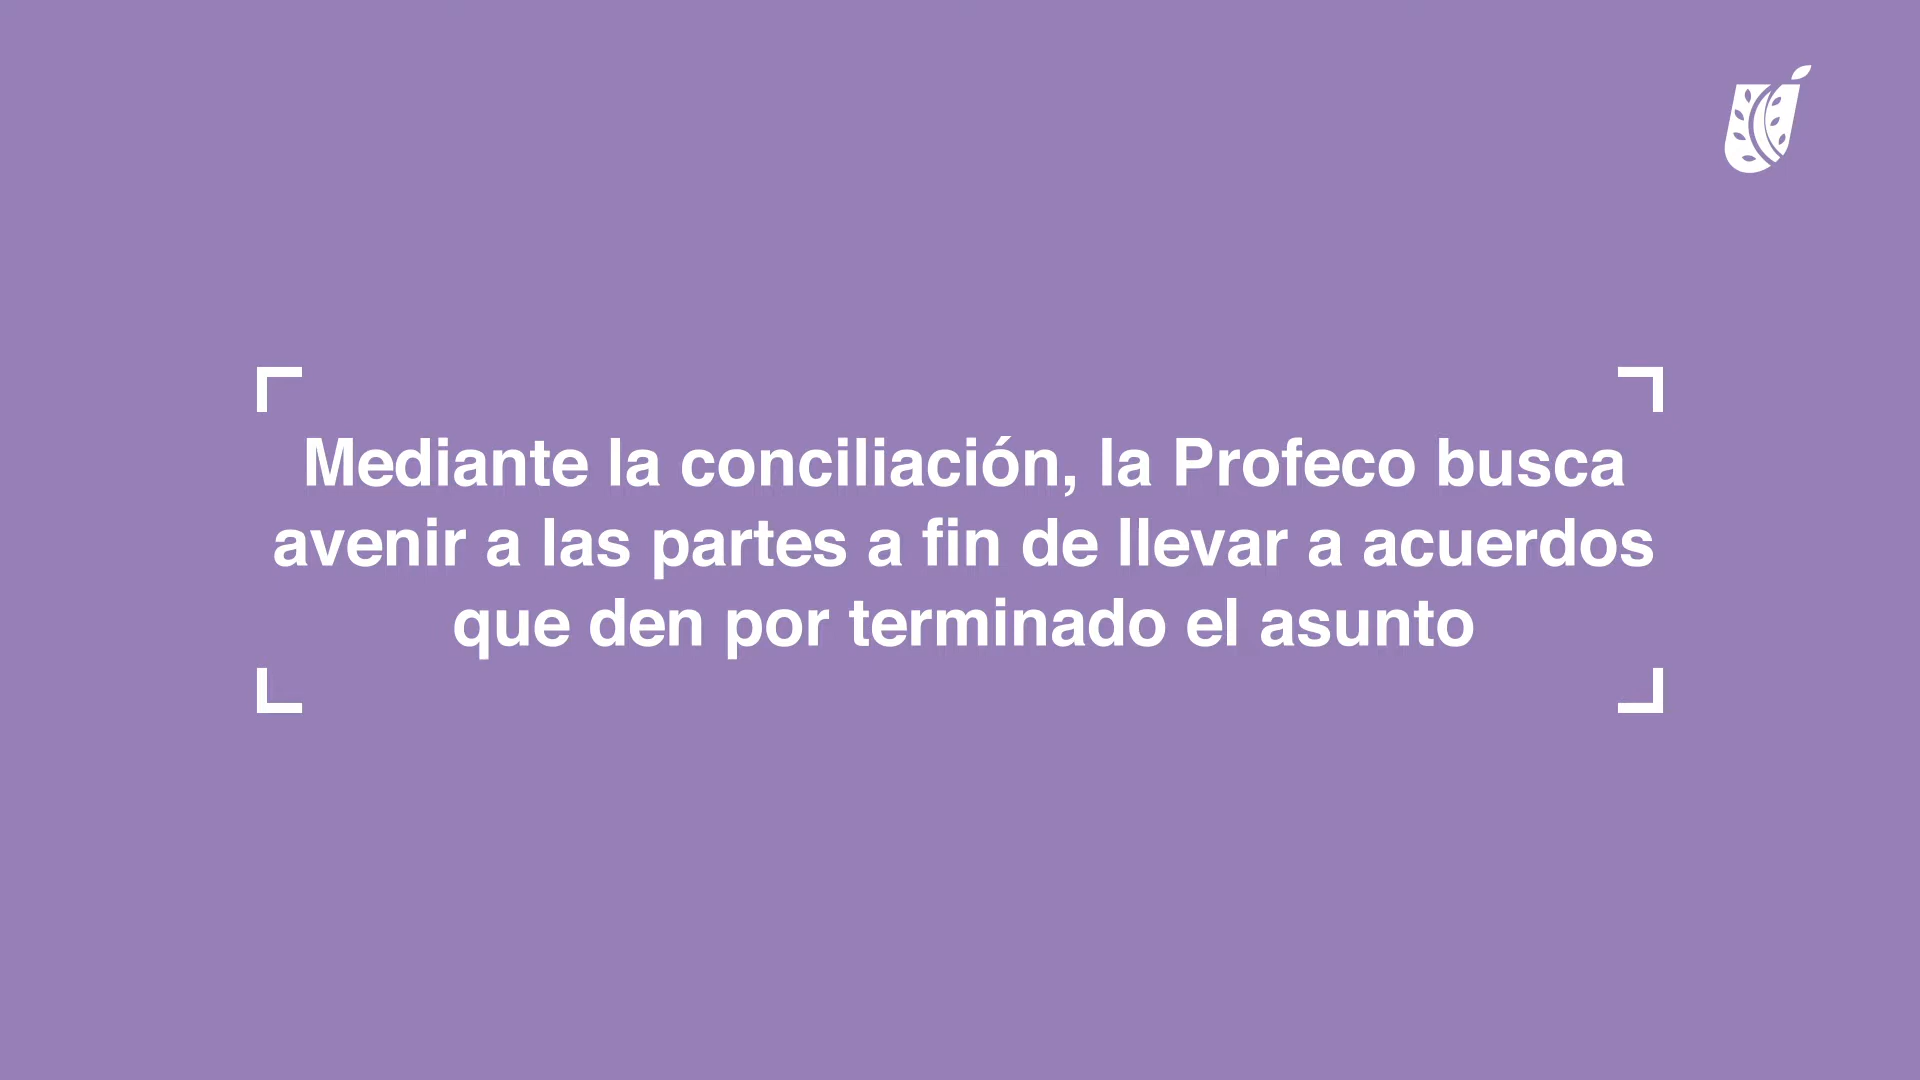 Mediante la conciliación, la Profeco busca
avenir a las partes a fin de llevar a acuerdos
que den por terminado el asunto